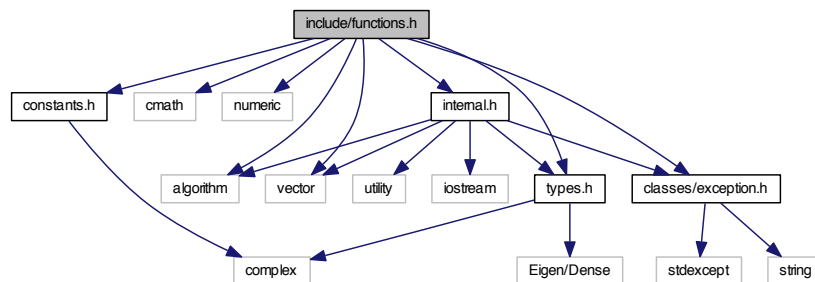 include/functions.h
constants.h
cmath
numeric
internal.h
algorithm
vector
utility
iostream
types.h
classes/exception.h
complex
Eigen/Dense
stdexcept
string